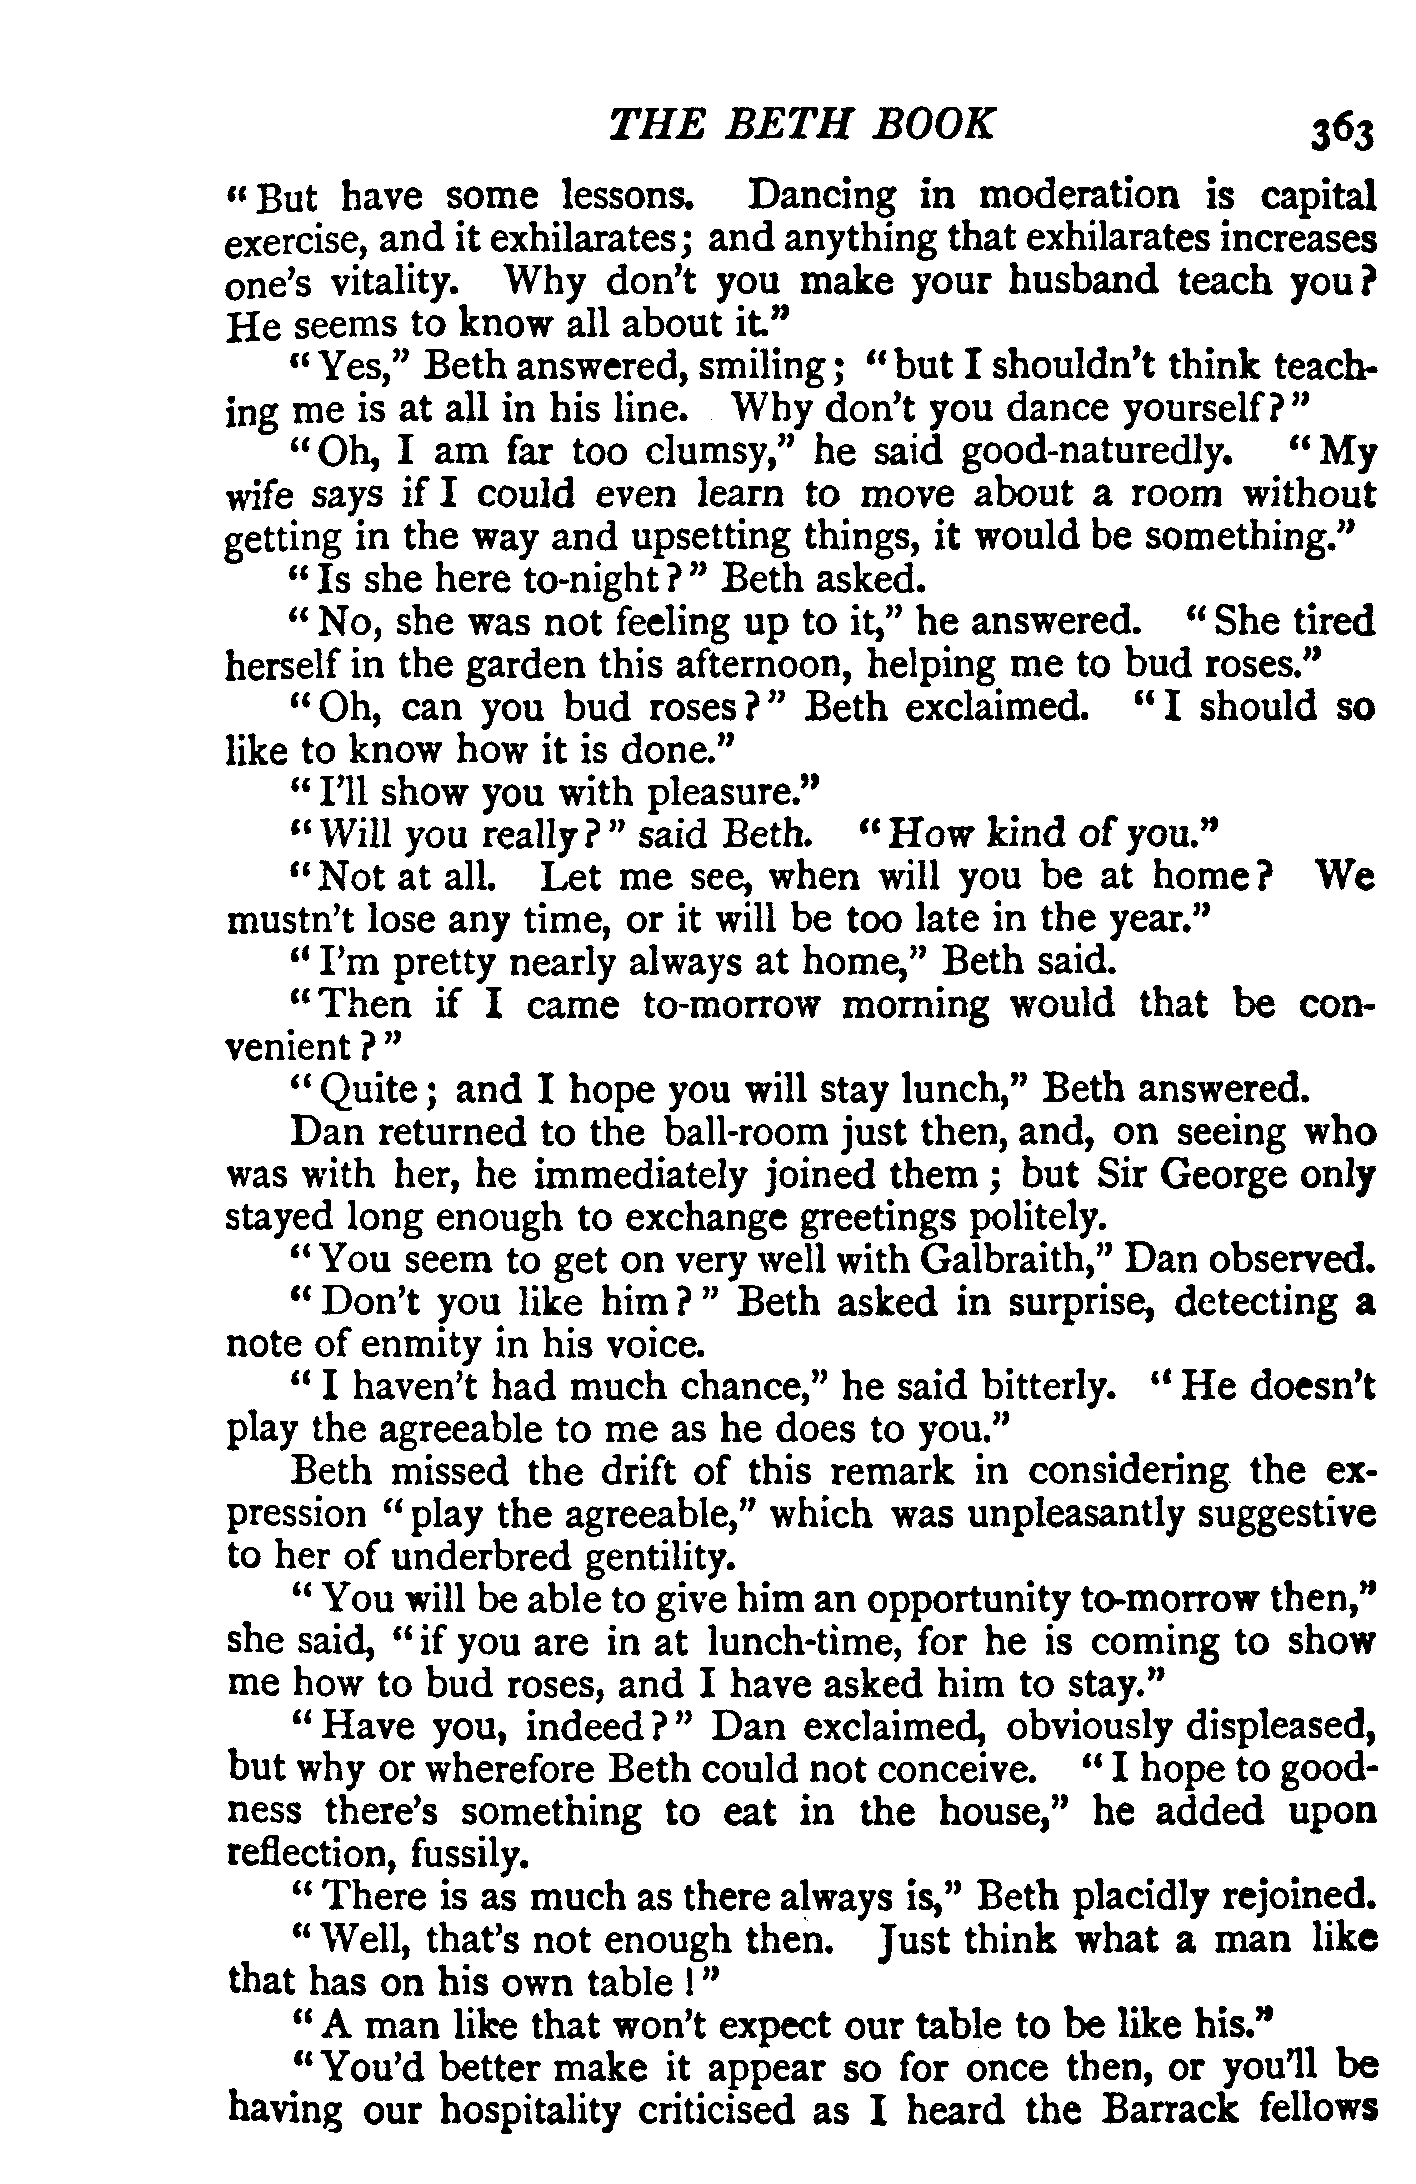 THE BETH BOOK 363
"But have some lessons. Dancing in moderation is capital
exercise, and it exhilarates; and anything that exhilarates increases
one's vitality. Why don't you make your husband teach you?
He seems to know all about it."
"Yes," Beth answered, smiling; "but I shouldn't think teach-
ing me is at all in his line. Why don't you dance yourself?"
"Oh, I am far too clumsy," he said good-naturedly. "My
wife says if I could even learn to move about a room without
getting in the way and upsetting things, it would be something."
"Is she here to-night?" Beth asked.
"No, she was not feeling up to it," he answered. "She tired
herself in the garden this afternoon, helping me to bud roses."
"Oh, can you bud roses?" Beth exclaimed. "I should so
like to know how it is done."
"I'll show you with pleasure."
"Will you really?" said Beth. "How kind of you."
"Not at all. Let me see, when will you be at home? We
mustn't lose any time, or it will be too late in the year."
"I'm pretty nearly always at home," Beth said.
"Then if I came to-morrow morning would that be con-
venient?"
"Quite; and I hope you will stay lunch," Beth answered.
Dan returned to the ball-room just then, and, on seeing who
was with her, he immediately joined them; but Sir George only
stayed long enough to exchange greetings politely.
"You seem to get on very well with Galbraith," Dan observed.
"Don't you like him?" Beth asked in surprise, detecting a
note of enmity in his voice.
"I haven't had much chance," he said bitterly. "He doesn't
play the agreeable to me as he does to you."
Beth missed the drift of this remark in considering the ex-
pression "play the agreeable," which was unpleasantly suggestive
to her of underbred gentility.
"You will be able to give him an opportunity to-morrow then,"
she said, "if you are in at lunch-time, for he is coming to show
me how to bud roses, and I have asked him to stay."
"Have you, indeed?" Dan exclaimed, obviously displeased,
but why or wherefore Beth could not conceive. "I hope to good-
ness there's something to eat in the house," he added upon
reflection, fussily.
"There is as much as there always is," Beth placidly rejoined.
"Well, that's not enough then. Just think what a man like
that has on his own table!"
"A man like that won't expect our table to be like his."
"You'd better make it appear so for once then, or you'll be
having our hospitality criticised as I heard the Barrack fellows